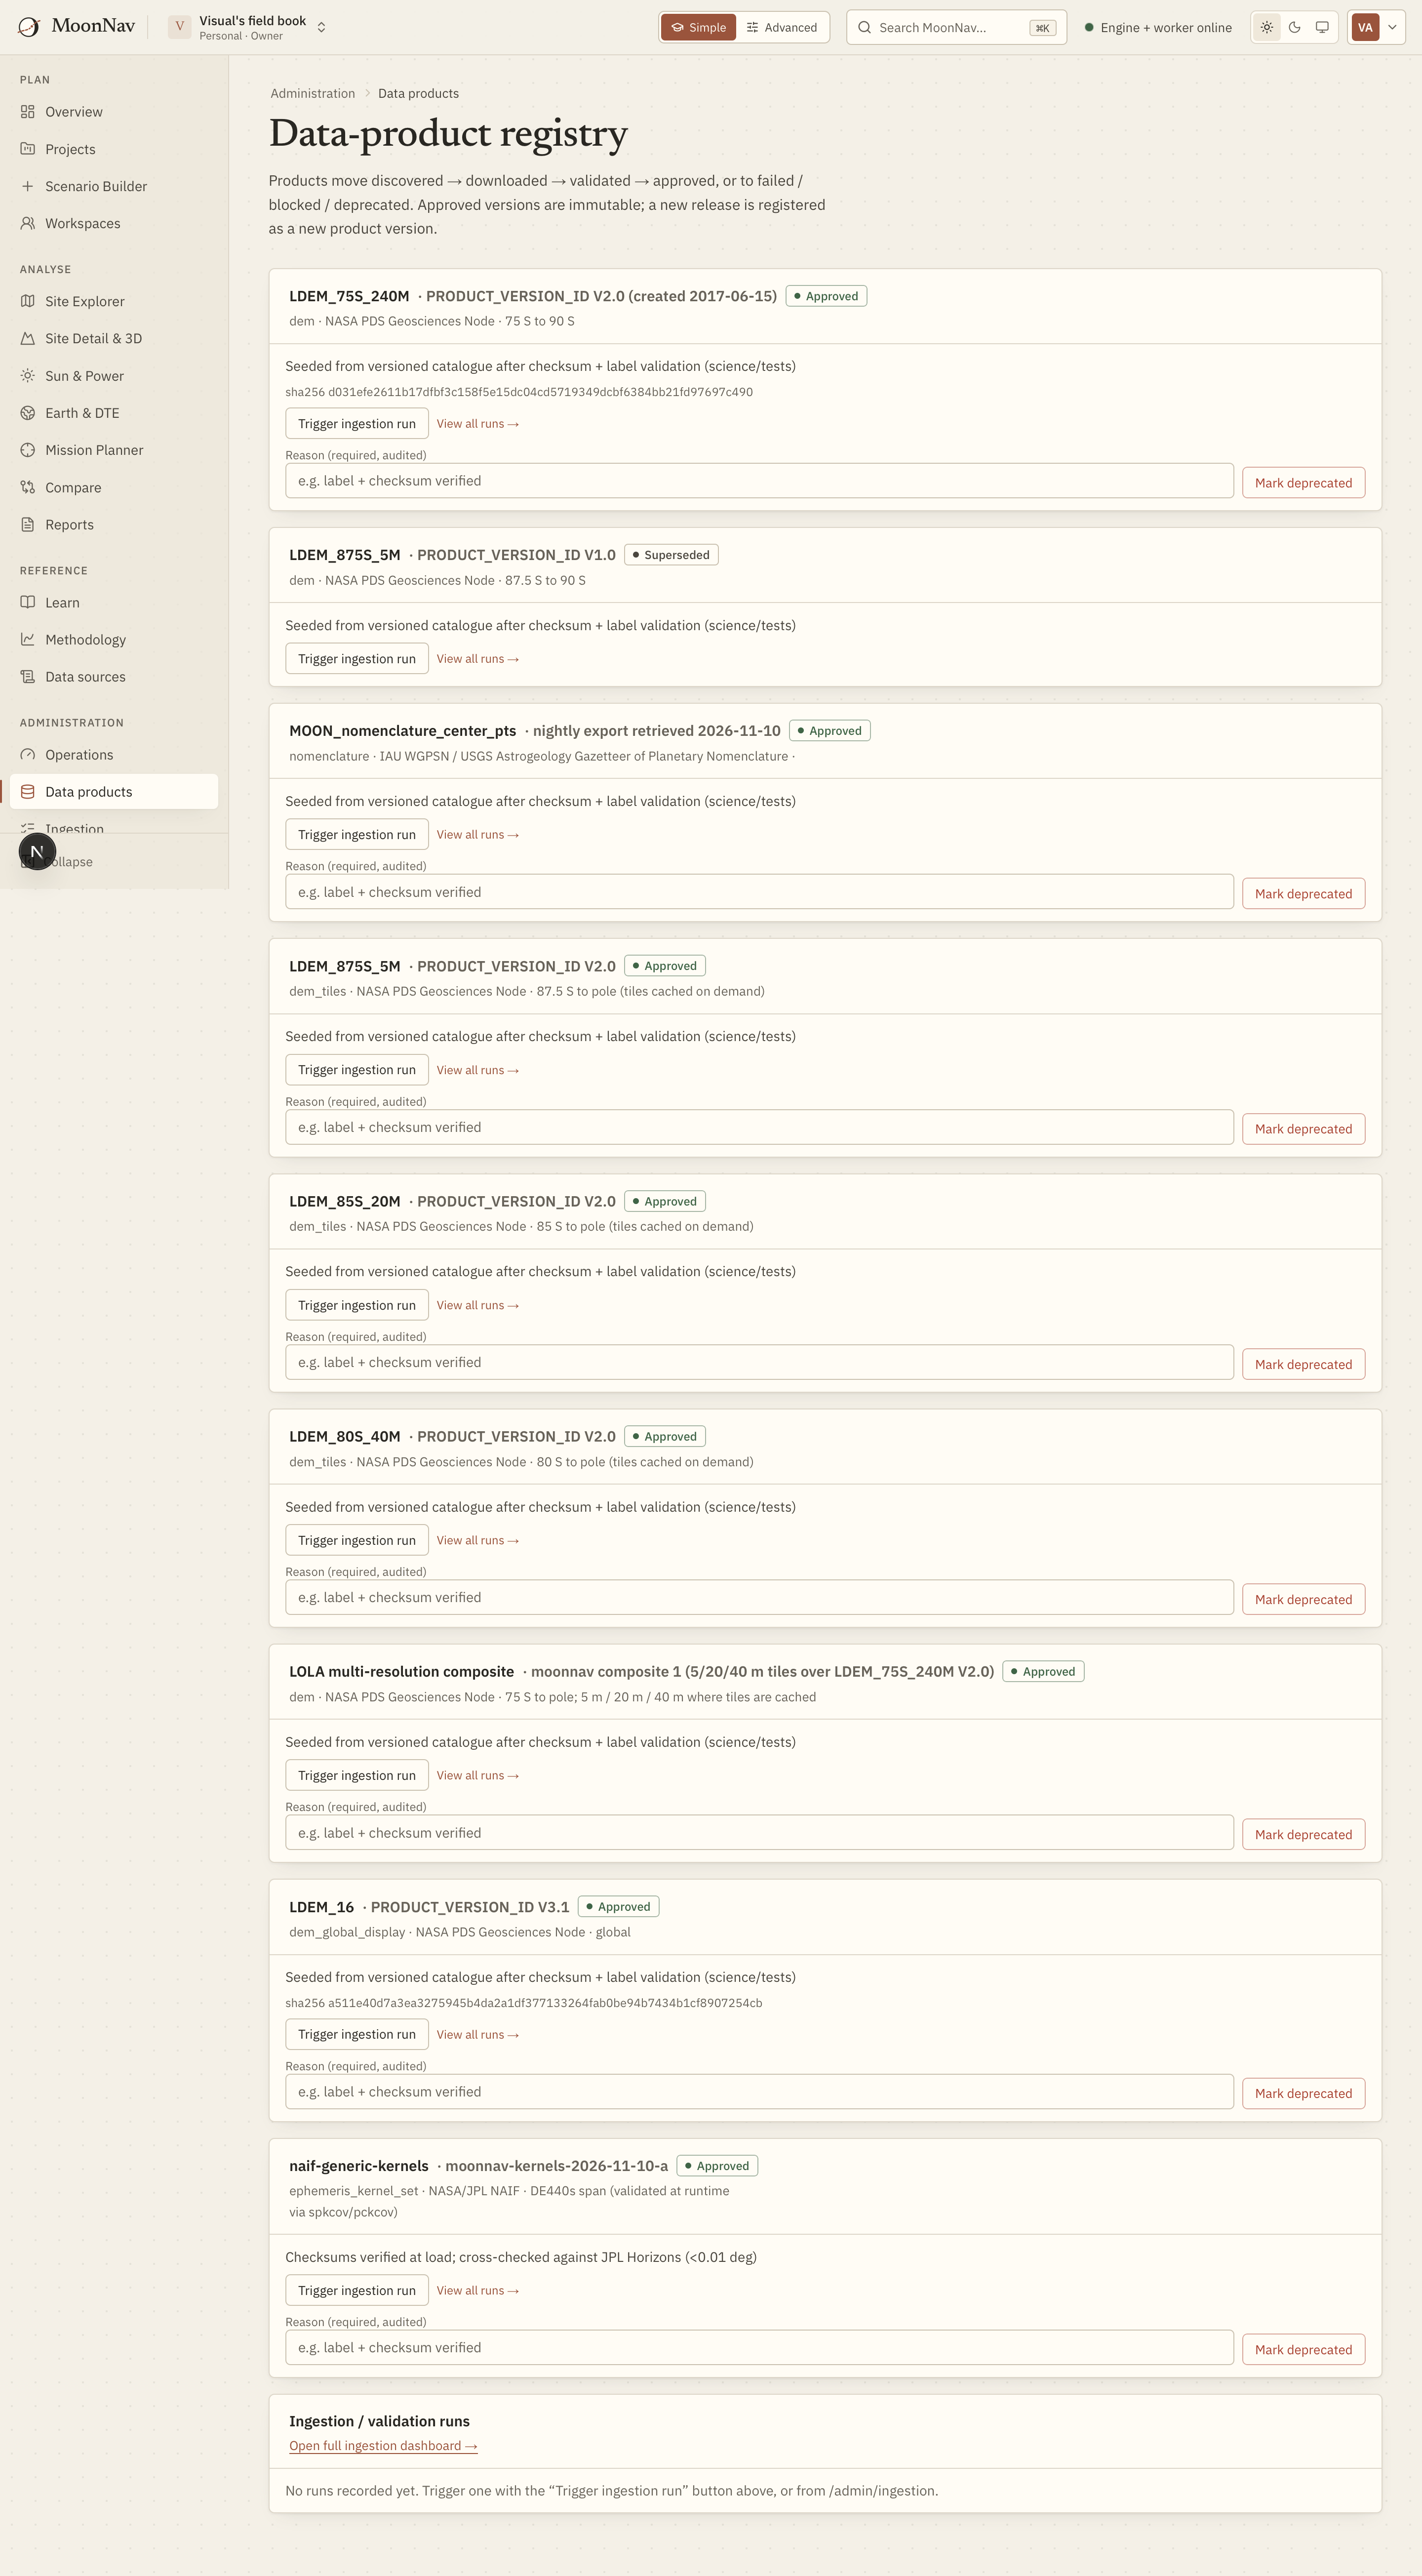 MoonNav
V
Visual's field book
Personal · Owner
Simple
Advanced
Search MoonNav...
⌘K
Engine + worker online
VA
PLAN
Overview
Projects
Scenario Builder
Workspaces
ANALYSE
Site Explorer
Site Detail & 3D
Sun & Power
Earth & DTE
Mission Planner
Compare
Reports
REFERENCE
Learn
Methodology
Data sources
ADMINISTRATION
Operations
Data products
Ingestion
N
Collapse
Administration > Data products
Data-product registry
Products move discovered → downloaded → validated → approved, or to failed /
blocked / deprecated. Approved versions are immutable; a new release is registered
as a new product version.
LDEM_75S_240M · PRODUCT_VERSION_ID V2.0 (created 2017-06-15) Approved
dem · NASA PDS Geosciences Node · 75 S to 90 S
Seeded from versioned catalogue after checksum + label validation (science/tests)
sha256 d031efe2611b17dfbf3c158f5e15dc04cd5719349dcbf6384bb21fd97697c490
Trigger ingestion run View all runs →
Reason (required, audited)
e.g. label + checksum verified Mark deprecated
LDEM_875S_5M · PRODUCT_VERSION_ID V1.0 Superseded
dem · NASA PDS Geosciences Node · 87.5 S to 90 S
Seeded from versioned catalogue after checksum + label validation (science/tests)
Trigger ingestion run View all runs →
MOON_nomenclature_center_pts · nightly export retrieved 2026-11-10 Approved
nomenclature · IAU WGPSN / USGS Astrogeology Gazetteer of Planetary Nomenclature ·
Seeded from versioned catalogue after checksum + label validation (science/tests)
Trigger ingestion run View all runs →
Reason (required, audited)
e.g. label + checksum verified Mark deprecated
LDEM_875S_5M · PRODUCT_VERSION_ID V2.0 Approved
dem_tiles · NASA PDS Geosciences Node · 87.5 S to pole (tiles cached on demand)
Seeded from versioned catalogue after checksum + label validation (science/tests)
Trigger ingestion run View all runs →
Reason (required, audited)
e.g. label + checksum verified Mark deprecated
LDEM_85S_20M · PRODUCT_VERSION_ID V2.0 Approved
dem_tiles · NASA PDS Geosciences Node · 85 S to pole (tiles cached on demand)
Seeded from versioned catalogue after checksum + label validation (science/tests)
Trigger ingestion run View all runs →
Reason (required, audited)
e.g. label + checksum verified Mark deprecated
LDEM_80S_40M · PRODUCT_VERSION_ID V2.0 Approved
dem_tiles · NASA PDS Geosciences Node · 80 S to pole (tiles cached on demand)
Seeded from versioned catalogue after checksum + label validation (science/tests)
Trigger ingestion run View all runs →
Reason (required, audited)
e.g. label + checksum verified Mark deprecated
LOLA multi-resolution composite · moonnav composite 1 (5/20/40 m tiles over LDEM_75S_240M V2.0) Approved
dem · NASA PDS Geosciences Node · 75 S to pole; 5 m / 20 m / 40 m where tiles are cached
Seeded from versioned catalogue after checksum + label validation (science/tests)
Trigger ingestion run View all runs →
Reason (required, audited)
e.g. label + checksum verified Mark deprecated
LDEM_16 · PRODUCT_VERSION_ID V3.1 Approved
dem_global_display · NASA PDS Geosciences Node · global
Seeded from versioned catalogue after checksum + label validation (science/tests)
sha256 a511e40d7a3ea3275945b4da2a1df377133264fab0be94b7434b1cf8907254cb
Trigger ingestion run View all runs →
Reason (required, audited)
e.g. label + checksum verified Mark deprecated
naif-generic-kernels · moonnav-kernels-2026-11-10-a Approved
ephemeris_kernel_set · NASA/JPL NAIF · DE440s span (validated at runtime
via spkcov/pckcov)
Checksums verified at load; cross-checked against JPL Horizons (<0.01 deg)
Trigger ingestion run View all runs →
Reason (required, audited)
e.g. label + checksum verified Mark deprecated
Ingestion / validation runs
Open full ingestion dashboard →
No runs recorded yet. Trigger one with the “Trigger ingestion run” button above, or from /admin/ingestion.